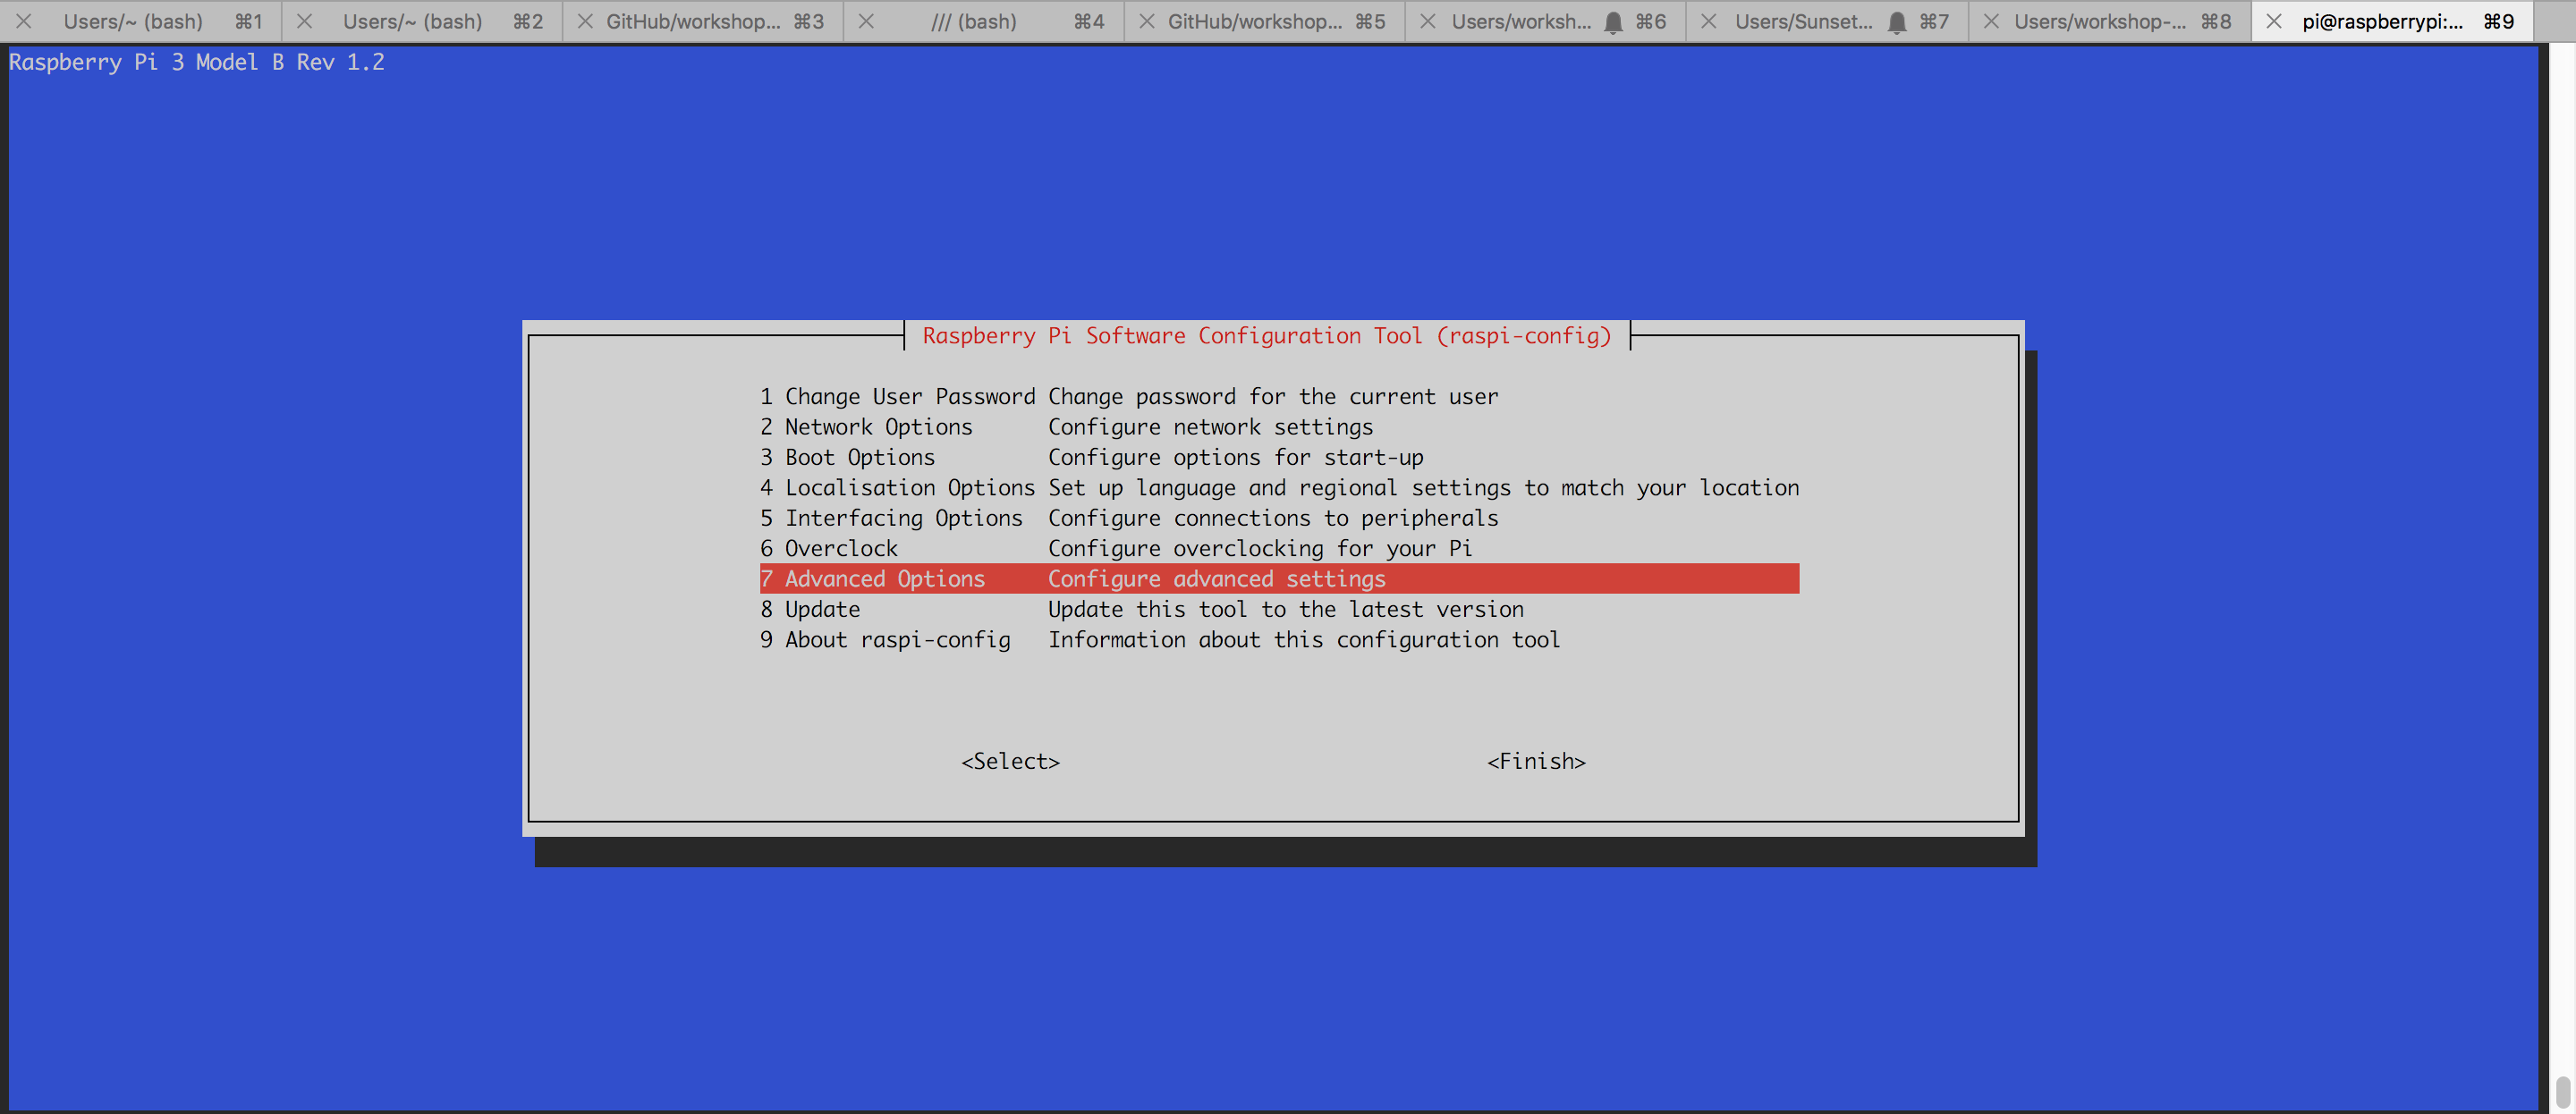 Users/~ (bash) ⌘1 Users/~ (bash) ⌘2 GitHub/workshop... ⌘3 /// (bash) ⌘4 GitHub/workshop... ⌘5 Users/worksh... ⌘6 Users/Sunset... ⌘7 Users/workshop-... ⌘8 pi@raspberrypi:... ⌘9
Raspberry Pi 3 Model B Rev 1.2
Raspberry Pi Software Configuration Tool (raspi-config)
1 Change User Password Change password for the current user
2 Network Options Configure network settings
3 Boot Options Configure options for start-up
4 Localisation Options Set up language and regional settings to match your location
5 Interfacing Options Configure connections to peripherals
6 Overclock Configure overclocking for your Pi
7 Advanced Options Configure advanced settings
8 Update Update this tool to the latest version
9 About raspi-config Information about this configuration tool
<Select> <Finish>